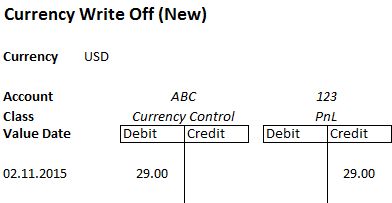 Currency Write Off (New)
Currency USD
Account ABC 123
Class Currency Control PnL
Value Date Debit Credit Debit Credit
02.11.2015 29.00 29.00